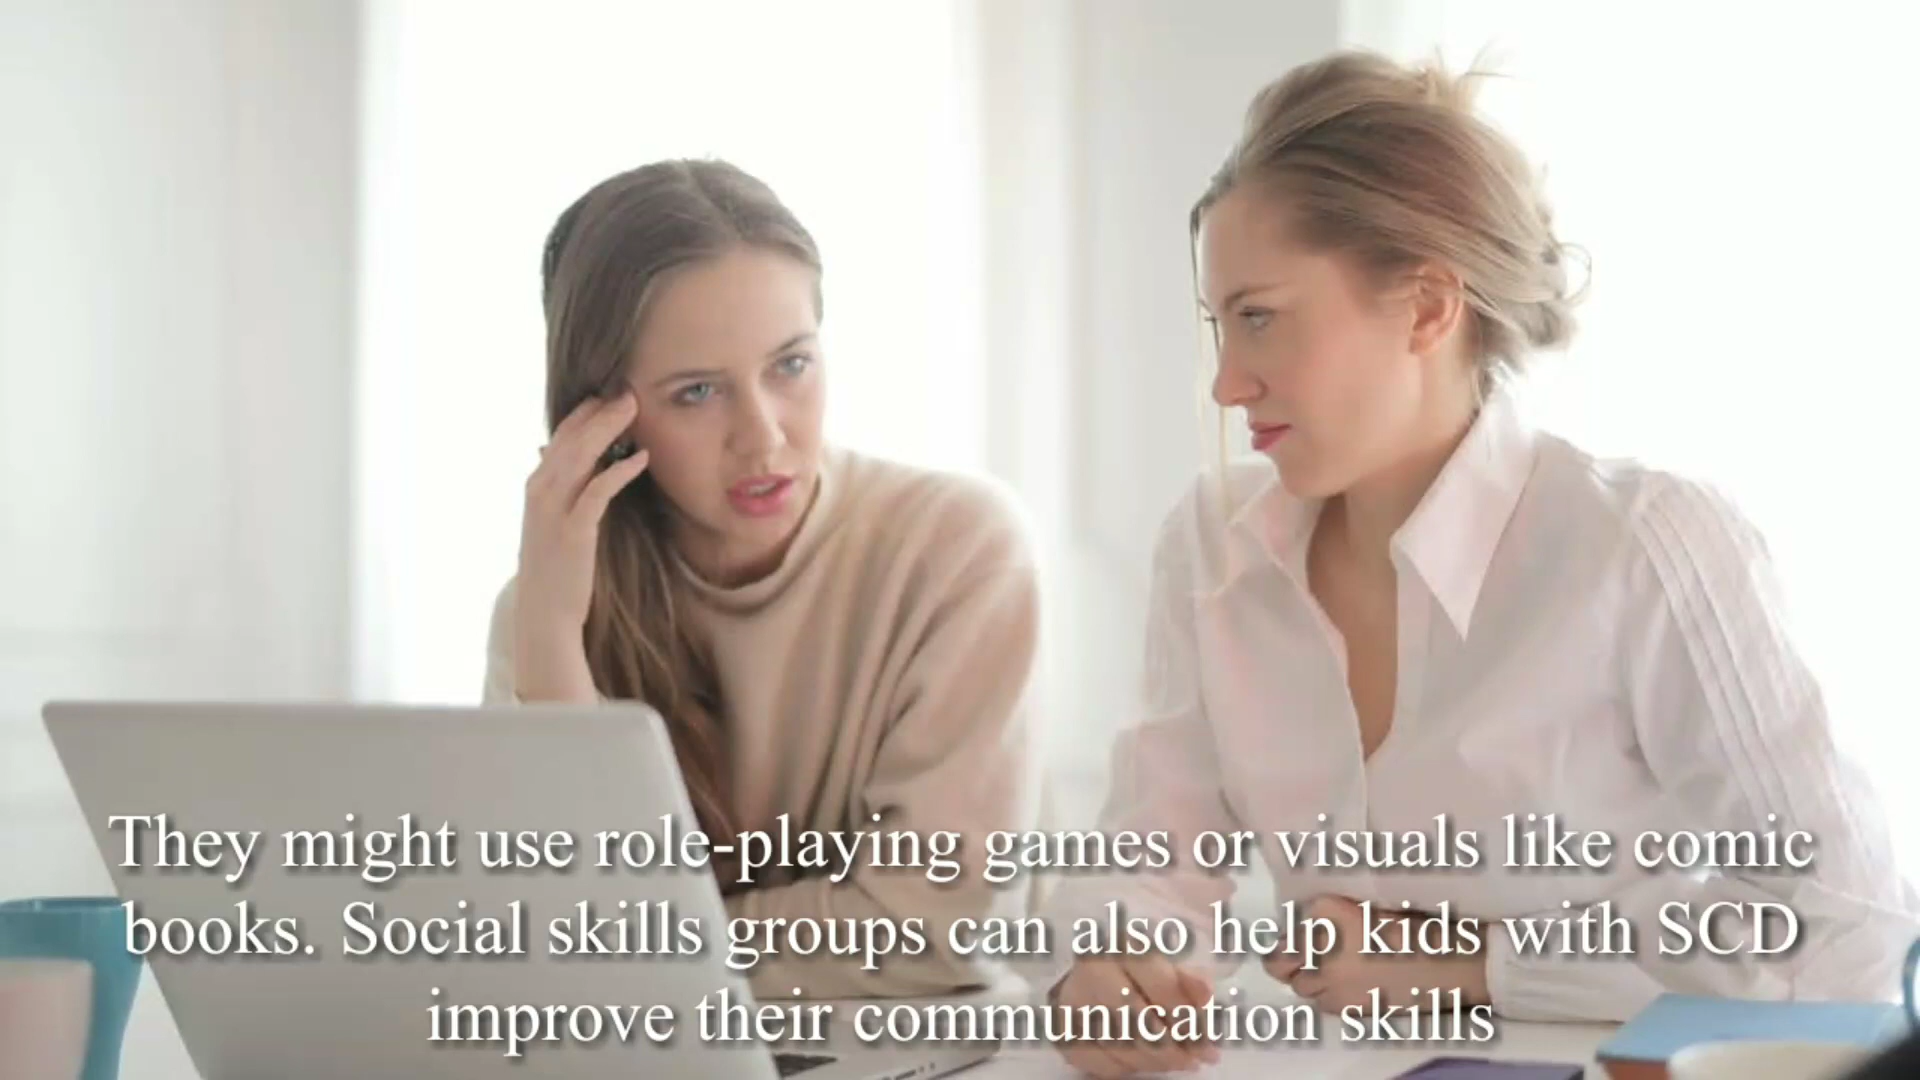 They might use role-playing games or visuals like comic
books. Social skills groups can also help kids with SCD
improve their communication skills